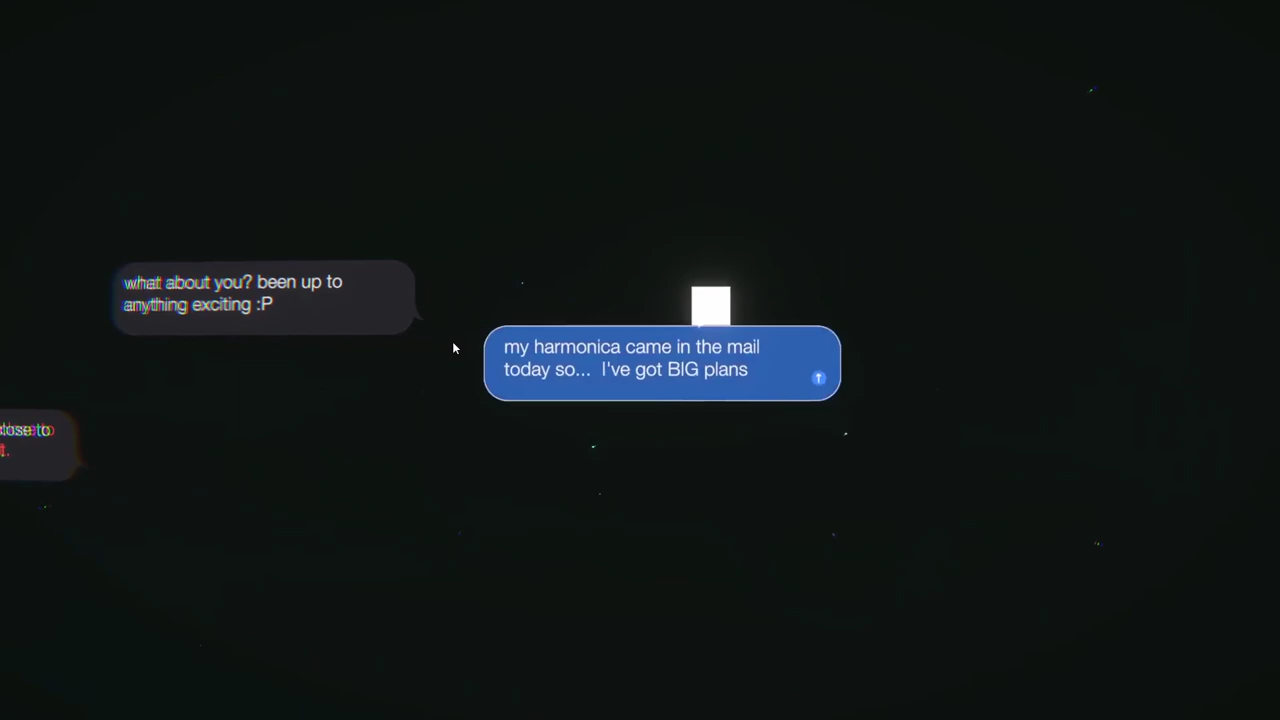 what about you? been up to
anything exciting :P
my harmonica came in the mail
today so...  I've got BIG plans
to